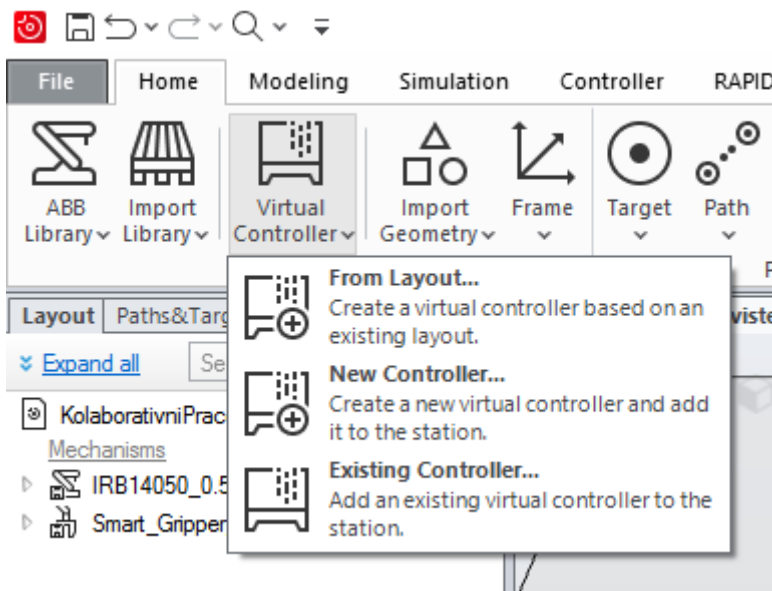 File Home Modeling Simulation Controller RAPID
ABB Library Import Library Virtual Controller Import Geometry Frame Target Path
From Layout...
Create a virtual controller based on an
existing layout.
New Controller...
Create a new virtual controller and add
it to the station.
Existing Controller...
Add an existing virtual controller to the
station.
Layout Paths&Targ
Expand all Se
KolaborativniPrac
Mechanisms
IRB14050_0.5
Smart_Gripper